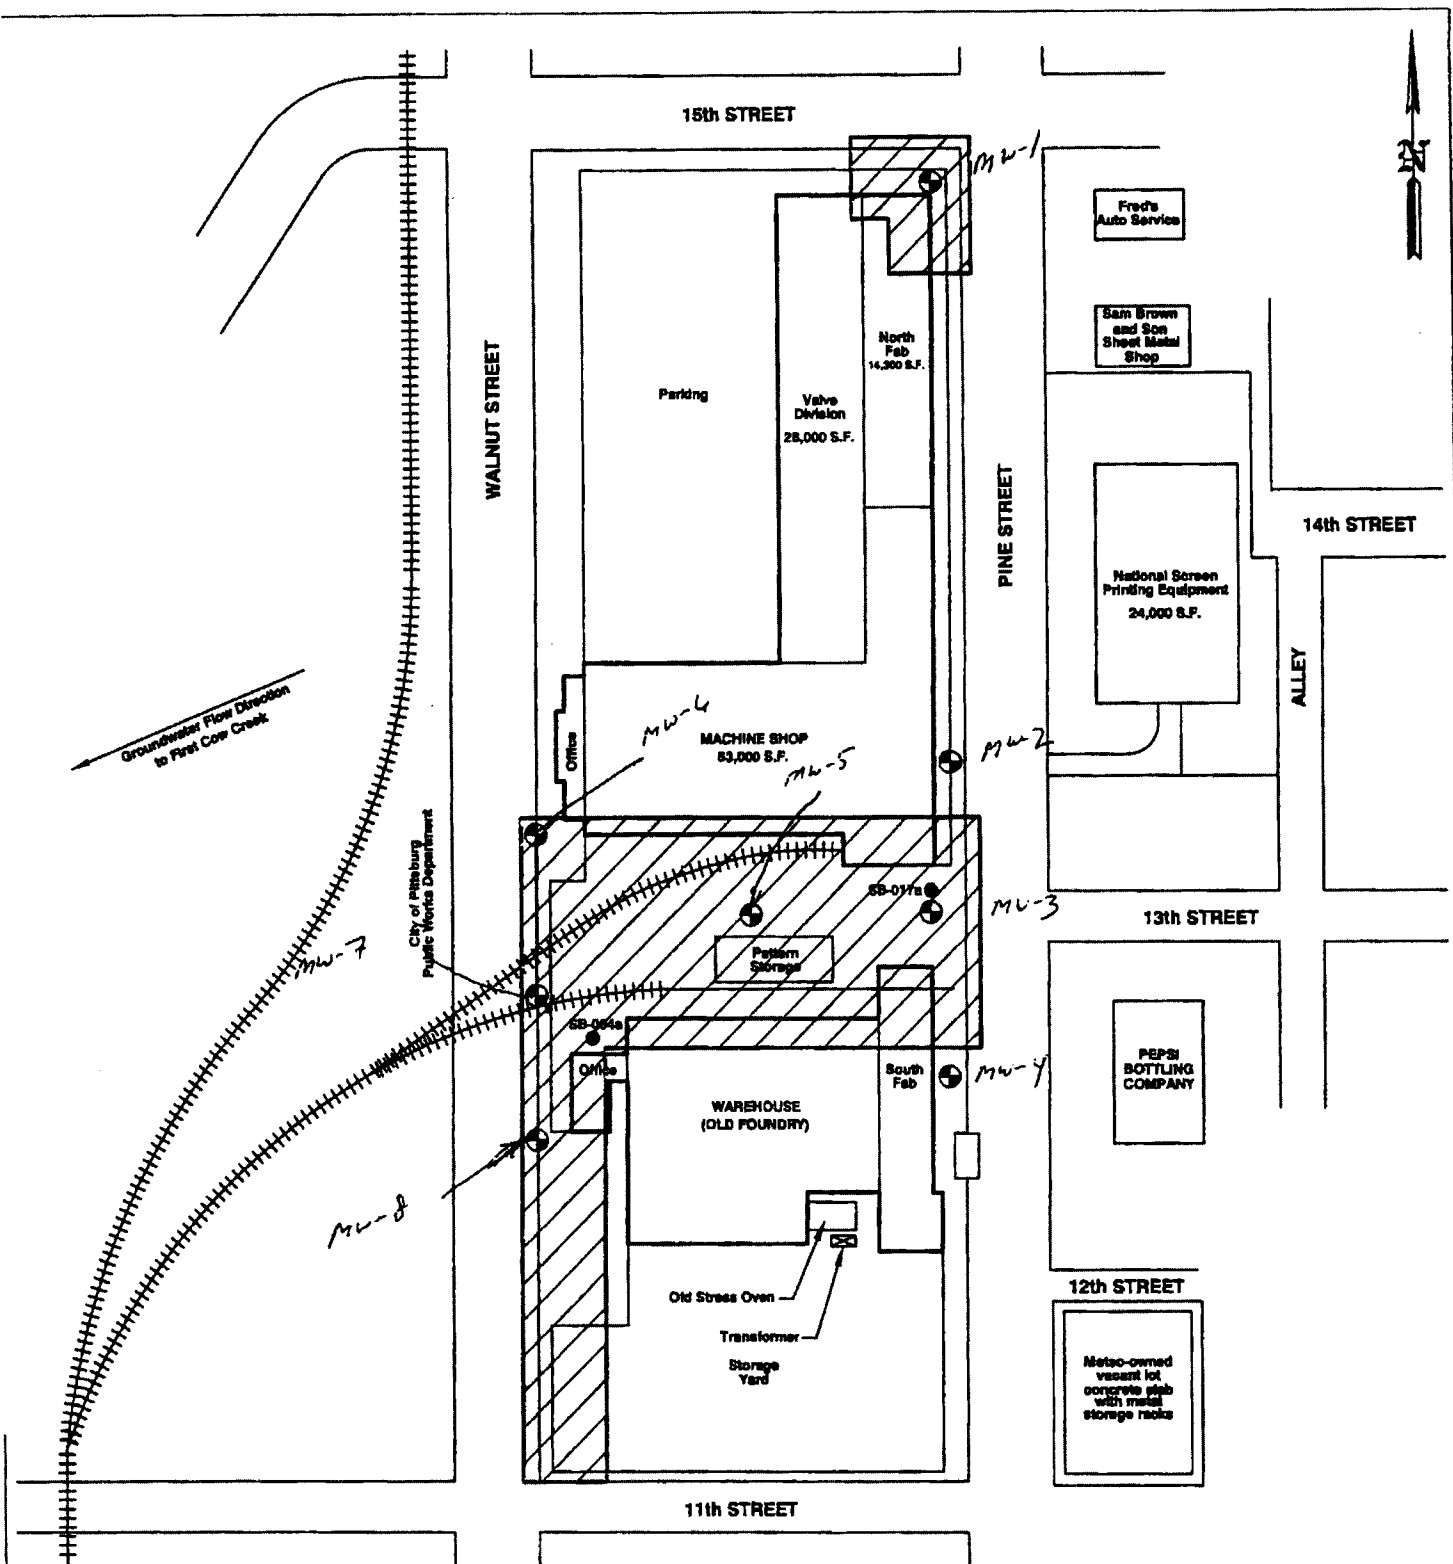 15th STREET
MW-1
N
Fred's
Auto Service
Sam Brown
and Son
Sheet Metal
Shop
North
Fab
14,300 S.F.
WALNUT STREET
Parking
Valve
Division
28,000 S.F.
PINE STREET
14th STREET
National Screen
Printing Equipment
24,000 S.F.
ALLEY
Groundwater Flow Direction
to First Cow Creek
Office
MW-6
MACHINE SHOP
53,000 S.F.
MW-5
MW-2
City of Pittsburg
Public Works Department
SB-017a
MW-3
13th STREET
MW-7
Pattern
Storage
SB-054a
Office
South
Fab
MW-4
PEPSI
BOTTLING
COMPANY
WAREHOUSE
(OLD FOUNDRY)
MW-8
Old Stress Oven
12th STREET
Transformer
Storage
Yard
Metso-owned
vacant lot
concrete slab
with metal
storage racks
11th STREET